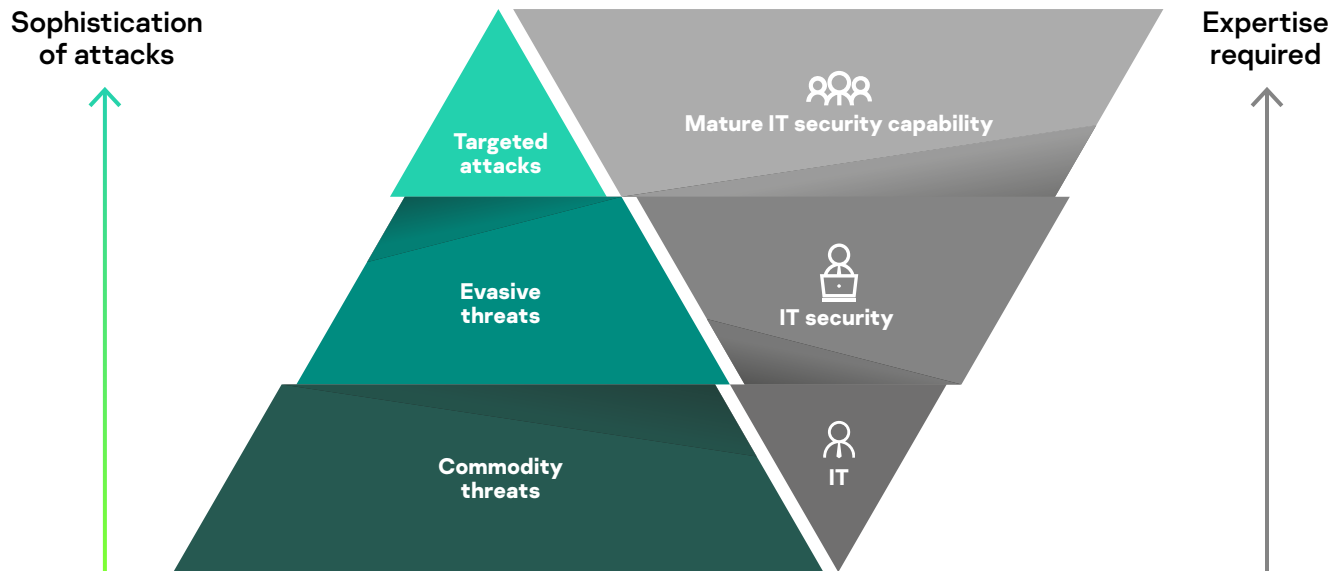 Sophistication
of attacks
Expertise
required
Targeted
attacks
Mature IT security capability
Evasive
threats
IT security
Commodity
threats
IT